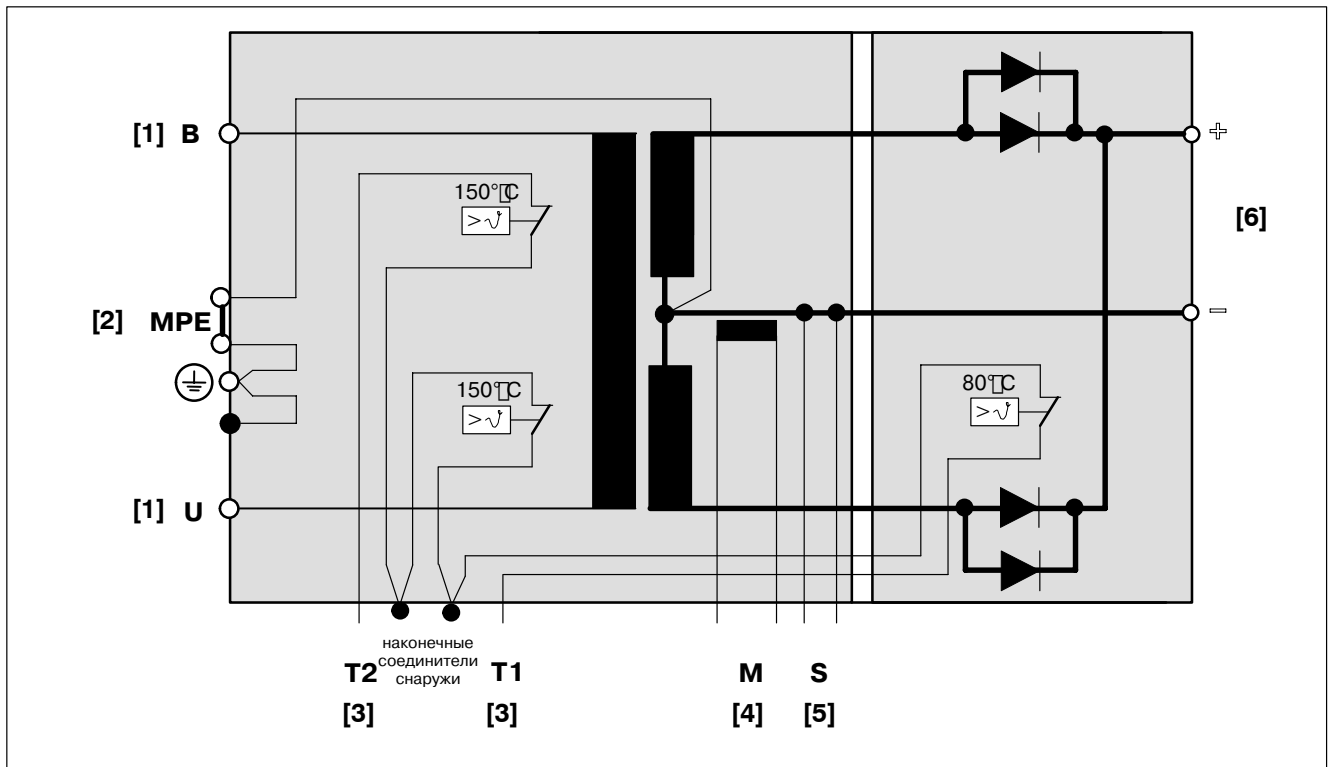 [1] B
+
150°C
>ϑ
[6]
[2] MPE
−
150°C
>ϑ
80°C
>ϑ
[1] U
наконечные
соединители
снаружи
T2
T1
M
S
[3]
[3]
[4]
[5]